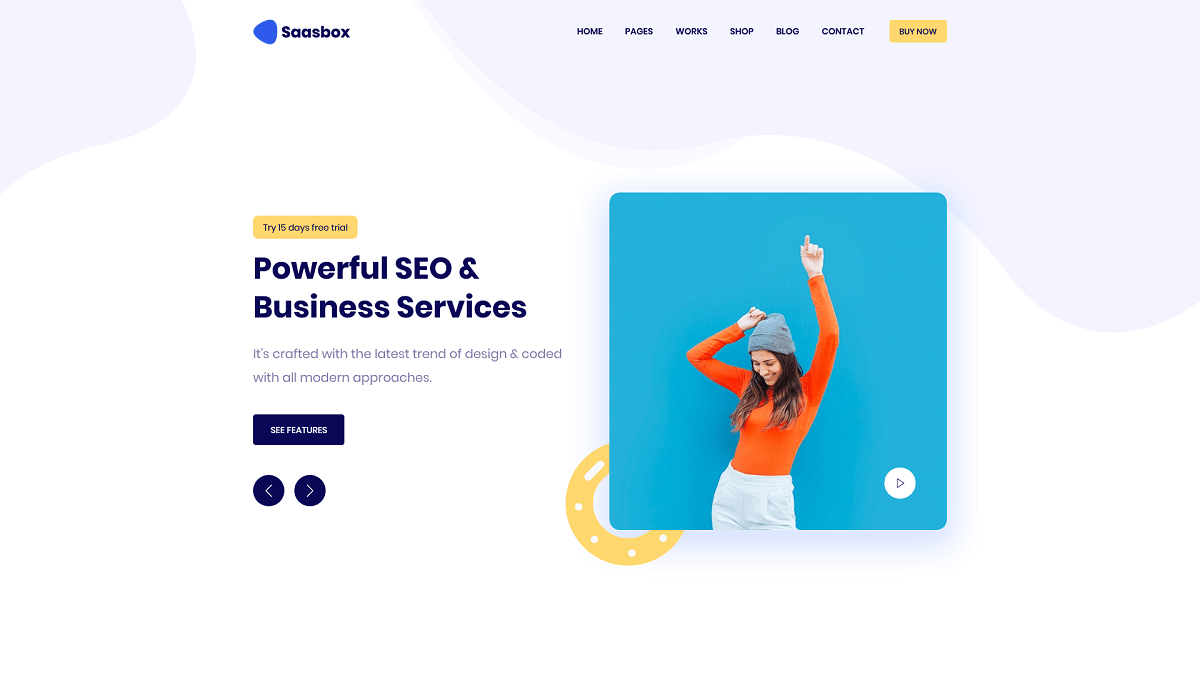 Saasbox
HOME PAGES WORKS SHOP BLOG CONTACT BUY NOW
Try 15 days free trial
Powerful SEO &
Business Services
It's crafted with the latest trend of design & coded
with all modern approaches.
SEE FEATURES